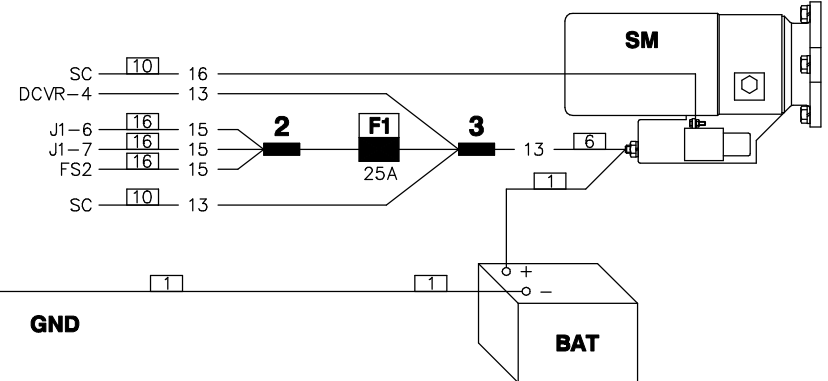 SM
SC 10 16
DCVR-4 13
J1-6 16 15
J1-7 16 15
FS2 16 15
2
F1
25A
3
13 6
SC 10 13
1
+
−
1 1
GND
BAT